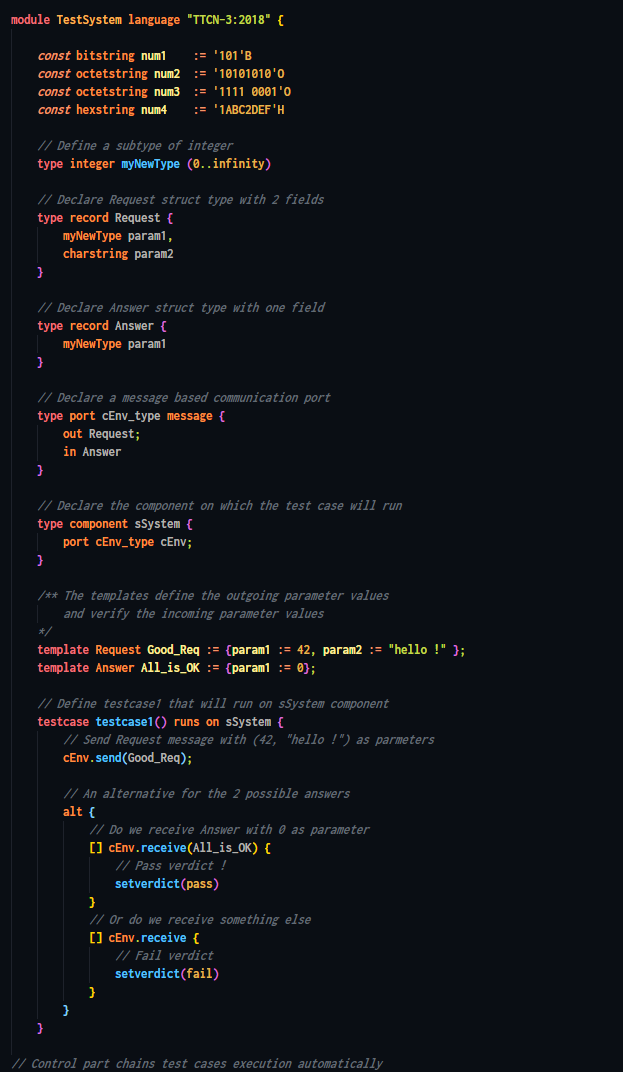 module TestSystem language "TTCN-3:2018" {
const bitstring num1 := '101'B
const octetstring num2 := '10101010'O
const octetstring num3 := '1111 0001'O
const hexstring num4 := '1ABC2DEF'H
// Define a subtype of integer
type integer myNewType (0..infinity)
// Declare Request struct type with 2 fields
type record Request {
myNewType param1,
charstring param2
}
// Declare Answer struct type with one field
type record Answer {
myNewType param1
}
// Declare a message based communication port
type port cEnv_type message {
out Request;
in Answer
}
// Declare the component on which the test case will run
type component sSystem {
port cEnv_type cEnv;
}
/** The templates define the outgoing parameter values
and verify the incoming parameter values
*/
template Request Good_Req := {param1 := 42, param2 := "hello !" };
template Answer All_is_OK := {param1 := 0};
// Define testcase1 that will run on sSystem component
testcase testcase1() runs on sSystem {
// Send Request message with (42, "hello !") as parmeters
cEnv.send(Good_Req);
// An alternative for the 2 possible answers
alt {
// Do we receive Answer with 0 as parameter
[] cEnv.receive(All_is_OK) {
// Pass verdict !
setverdict(pass)
}
// Or do we receive something else
[] cEnv.receive {
// Fail verdict
setverdict(fail)
}
}
}
// Control part chains test cases execution automatically